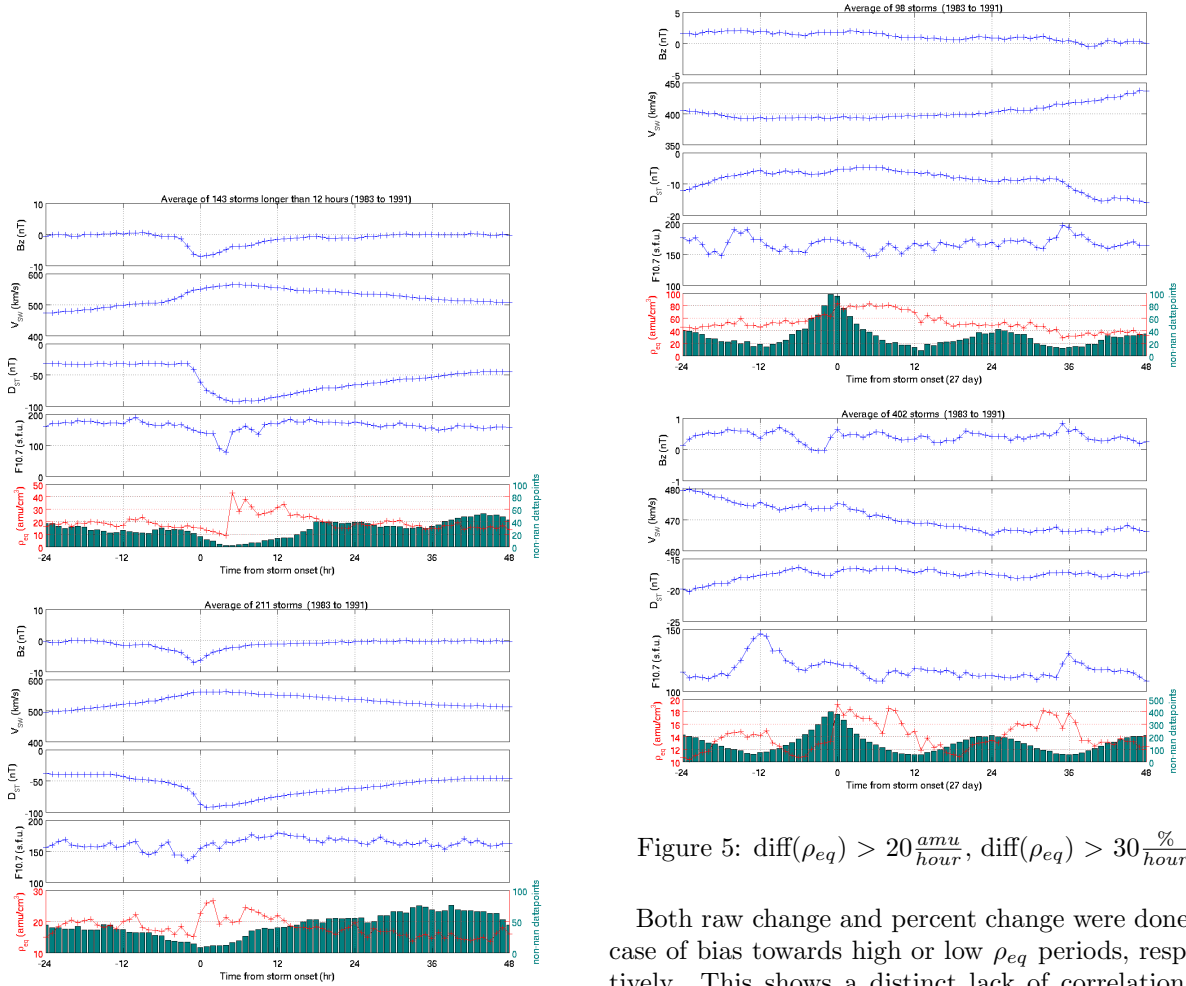 Average of 143 storms longer than 12 hours (1983 to 1991)
10
0
-10
Bz (nT)
600
500
400
V_SW (km/s)
0
-50
-100
D_ST (nT)
200
100
0
F10.7 (s.f.u.)
50
40
30
20
10
0
ρ_eq (amu/cm^3)
100
80
60
40
20
0
non-nan datapoints
-24 -12 0 12 24 36 48
Time from storm onset (hr)
Average of 211 storms (1983 to 1991)
10
0
-10
Bz (nT)
600
500
400
V_SW (km/s)
0
-50
-100
D_ST (nT)
200
150
100
F10.7 (s.f.u.)
30
20
10
ρ_eq (amu/cm^3)
100
50
0
non-nan datapoints
-24 -12 0 12 24 36 48
Time from storm onset (hr)
Average of 98 storms (1983 to 1991)
5
0
-5
Bz (nT)
450
400
350
V_SW (km/s)
0
-10
-20
D_ST (nT)
200
150
100
F10.7 (s.f.u.)
100
80
60
40
20
0
ρ_eq (amu/cm^3)
100
80
60
40
20
0
non-nan datapoints
-24 -12 0 12 24 36 48
Time from storm onset (27 day)
Average of 402 storms (1983 to 1991)
1
0
-1
Bz (nT)
480
470
460
V_SW (km/s)
-15
-20
-25
D_ST (nT)
150
100
F10.7 (s.f.u.)
20
18
16
14
12
10
ρ_eq (amu/cm^3)
500
400
300
200
100
0
non-nan datapoints
-24 -12 0 12 24 36 48
Time from storm onset (27 day)
Figure 5: diff(ρ_eq) > 20 amu/hour, diff(ρ_eq) > 30 %/hour
Both raw change and percent change were done
case of bias towards high or low ρ_eq periods, resp
tively. This shows a distinct lack of correlation